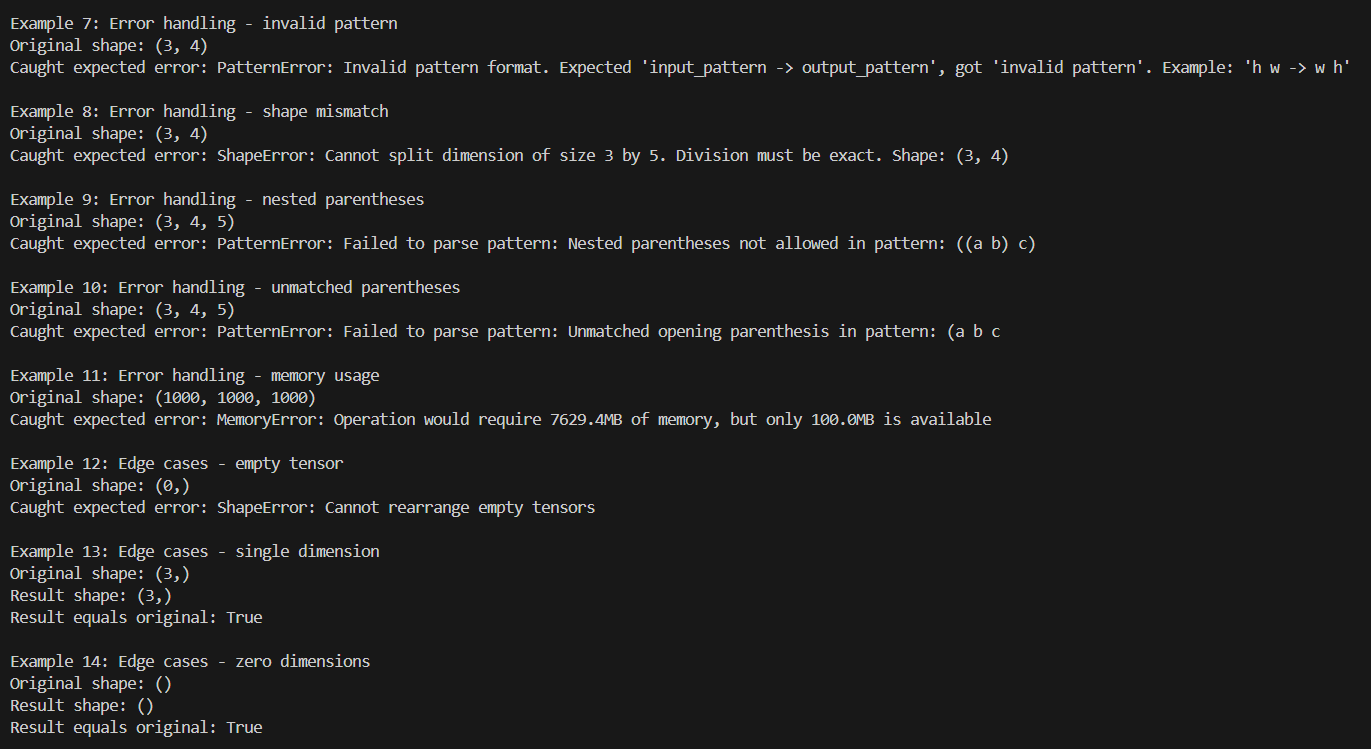 Example 7: Error handling - invalid pattern
Original shape: (3, 4)
Caught expected error: PatternError: Invalid pattern format. Expected 'input_pattern -> output_pattern', got 'invalid pattern'. Example: 'h w -> w h'
Example 8: Error handling - shape mismatch
Original shape: (3, 4)
Caught expected error: ShapeError: Cannot split dimension of size 3 by 5. Division must be exact. Shape: (3, 4)
Example 9: Error handling - nested parentheses
Original shape: (3, 4, 5)
Caught expected error: PatternError: Failed to parse pattern: Nested parentheses not allowed in pattern: ((a b) c)
Example 10: Error handling - unmatched parentheses
Original shape: (3, 4, 5)
Caught expected error: PatternError: Failed to parse pattern: Unmatched opening parenthesis in pattern: (a b c
Example 11: Error handling - memory usage
Original shape: (1000, 1000, 1000)
Caught expected error: MemoryError: Operation would require 7629.4MB of memory, but only 100.0MB is available
Example 12: Edge cases - empty tensor
Original shape: (0,)
Caught expected error: ShapeError: Cannot rearrange empty tensors
Example 13: Edge cases - single dimension
Original shape: (3,)
Result shape: (3,)
Result equals original: True
Example 14: Edge cases - zero dimensions
Original shape: ()
Result shape: ()
Result equals original: True